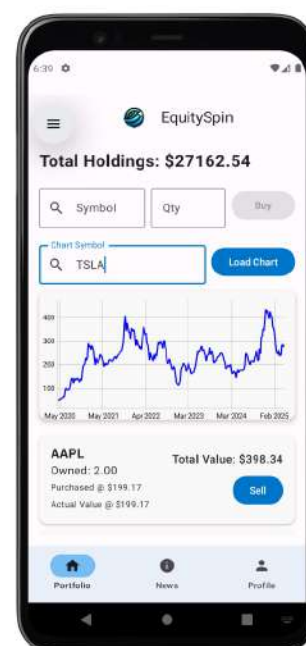 6:39
EquitySpin
Total Holdings: $27162.54
Symbol
Qty
Buy
Chart Symbol
TSLA
Load Chart
400
300
200
100
May 2020 May 2021 Apr 2022 Mar 2023 Mar 2024 Feb 2025
AAPL
Total Value: $398.34
Owned: 2.00
Purchased @ $199.17
Sell
Actual Value @ $199.17
Portfolio News Profile